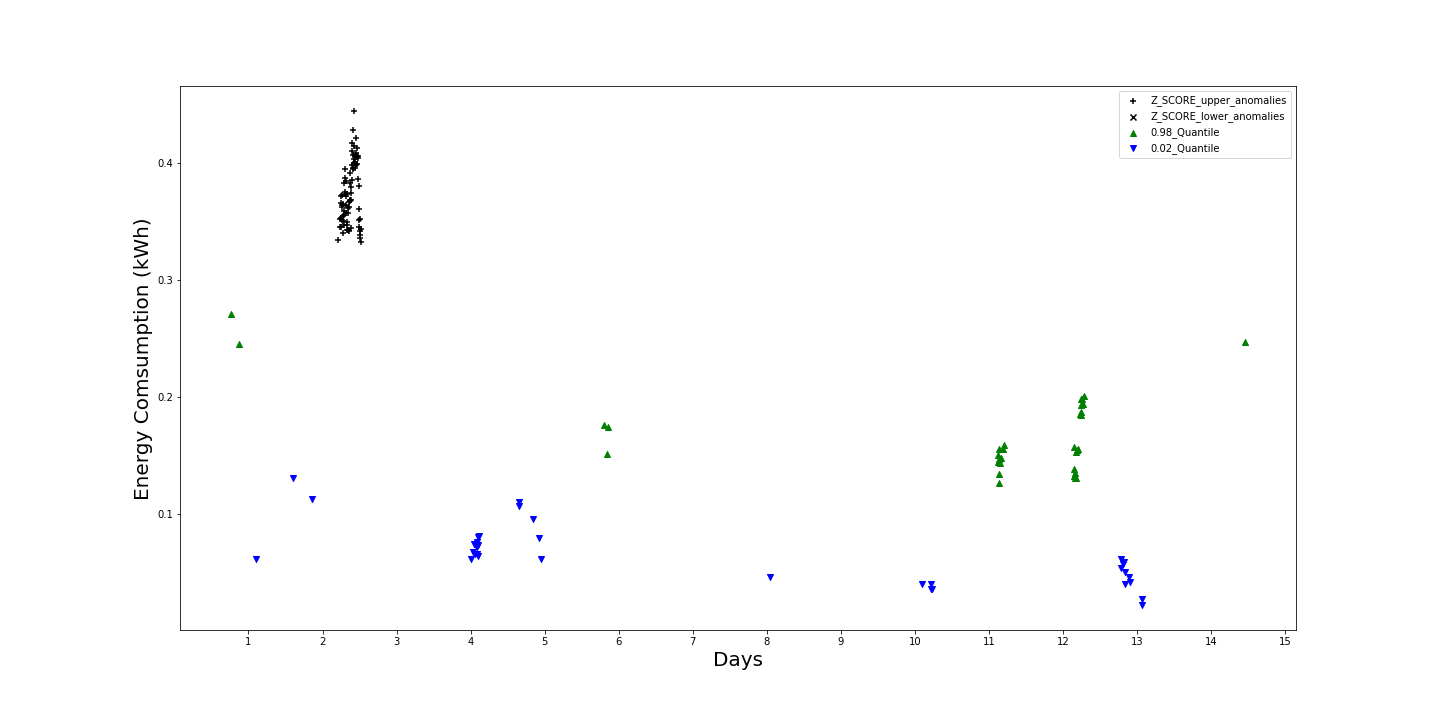 Z_SCORE_upper_anomalies
Z_SCORE_lower_anomalies
0.98_Quantile
0.02_Quantile
0.4
0.3
0.2
0.1
Energy Comsumption (kWh)
1 2 3 4 5 6 7 8 9 10 11 12 13 14 15
Days